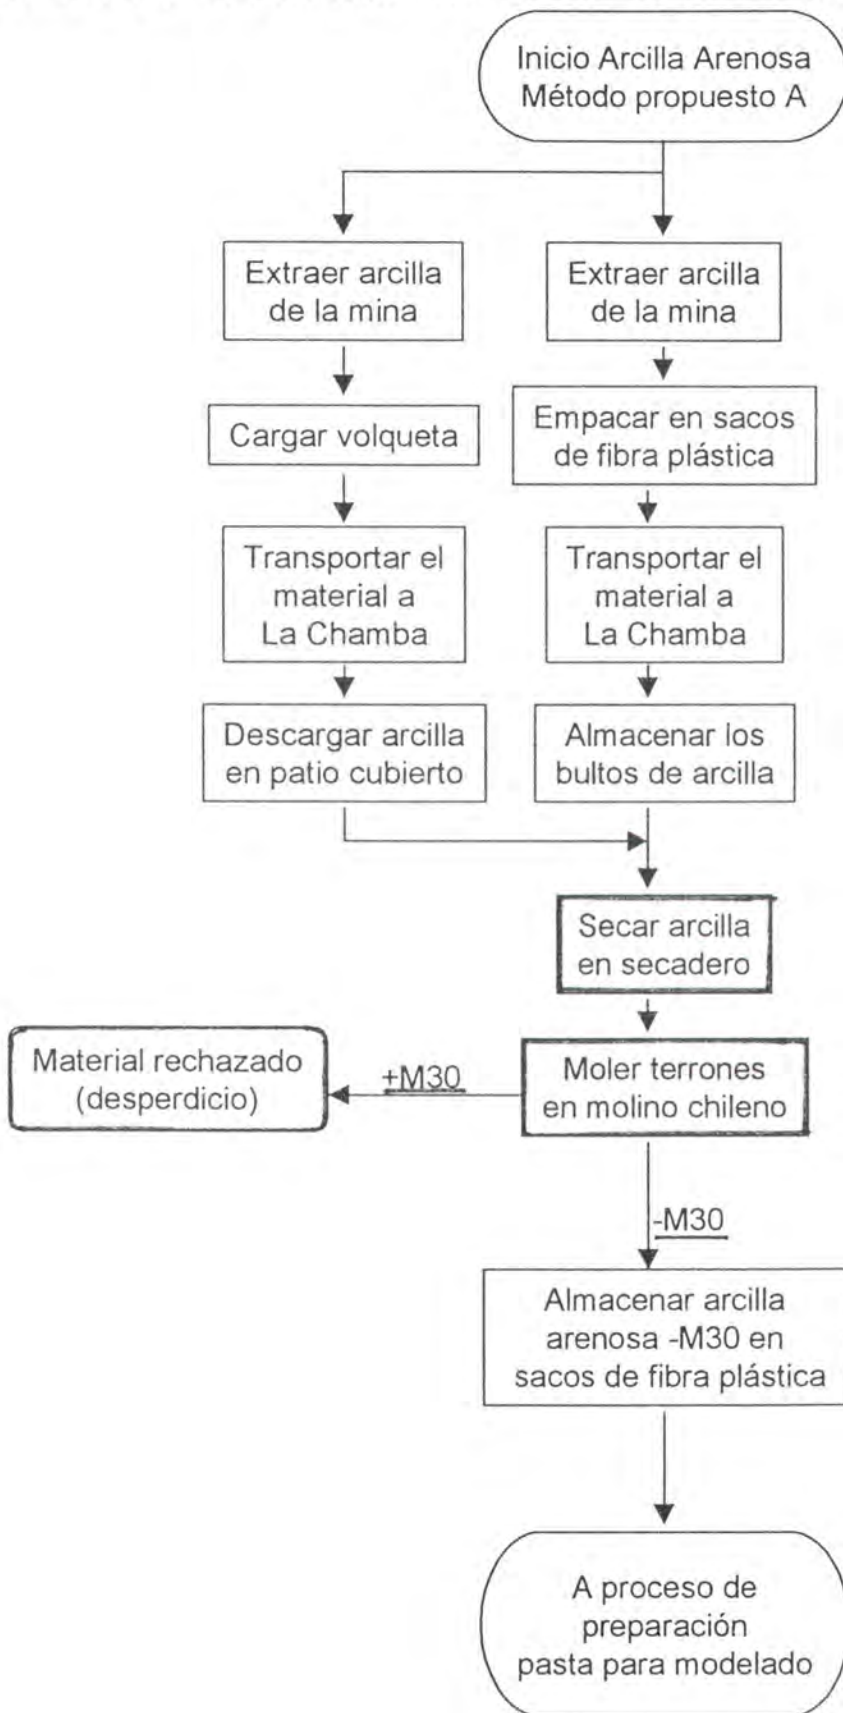 Inicio Arcilla Arenosa
Método propuesto A
Extraer arcilla
de la mina
Extraer arcilla
de la mina
Cargar volqueta
Empacar en sacos
de fibra plástica
Transportar el
material a
La Chamba
Transportar el
material a
La Chamba
Descargar arcilla
en patio cubierto
Almacenar los
bultos de arcilla
Secar arcilla
en secadero
Material rechazado
(desperdicio)
+M30
Moler terrones
en molino chileno
-M30
Almacenar arcilla
arenosa -M30 en
sacos de fibra plástica
A proceso de
preparación
pasta para modelado